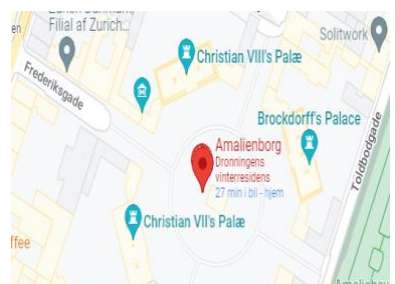 Filial af Zurich...
Solitwork
Christian VIII's Palæ
Frederiksgade
Brockdorff's Palace
Amalienborg
Dronningens
vinterresidens
27 min i bil - hjem
Toldbodgade
Christian VII's Palæ